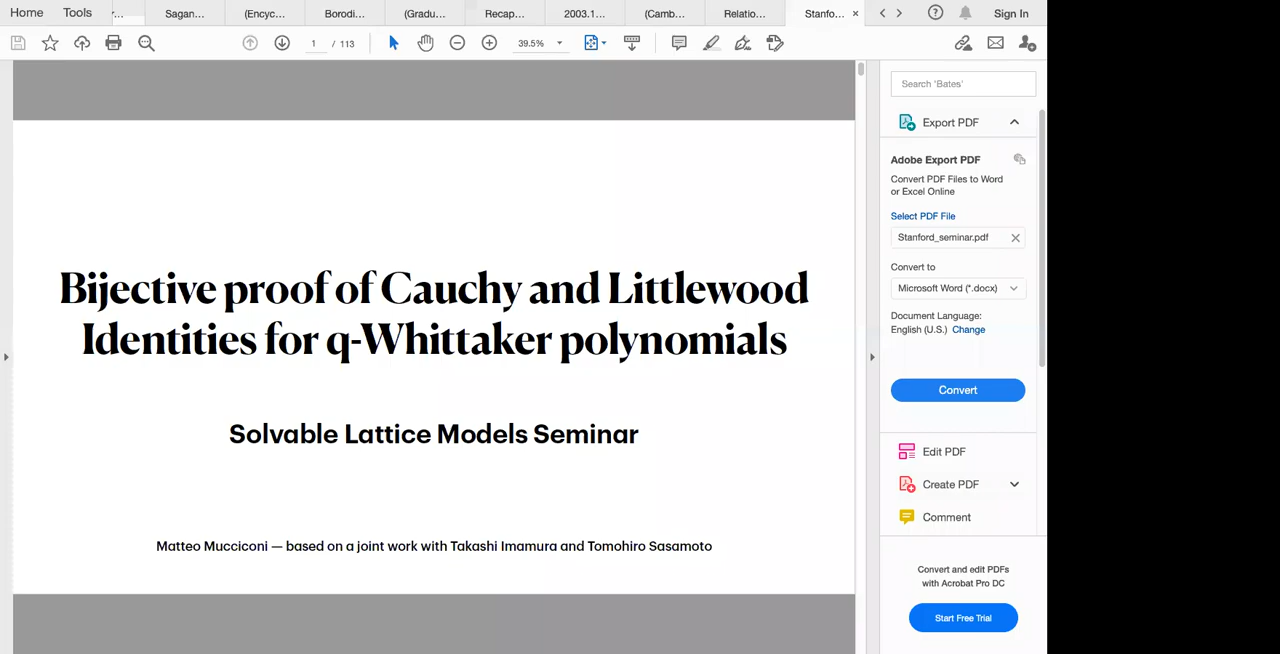 Home Tools Sagan... (Encyc... Borodi... (Gradu... Recap... 2003.1... (Camb... Relatio... Stanfo... × Sign In
1 / 113 39.5%
Search 'Bates'
Export PDF
Adobe Export PDF
Convert PDF Files to Word
or Excel Online
Select PDF File
Stanford_seminar.pdf
Convert to
Microsoft Word (*.docx)
Document Language:
English (U.S.) Change
Convert
Edit PDF
Create PDF
Comment
Convert and edit PDFs
with Acrobat Pro DC
Start Free Trial
Bijective proof of Cauchy and Littlewood
Identities for q-Whittaker polynomials
Solvable Lattice Models Seminar
Matteo Mucciconi — based on a joint work with Takashi Imamura and Tomohiro Sasamoto